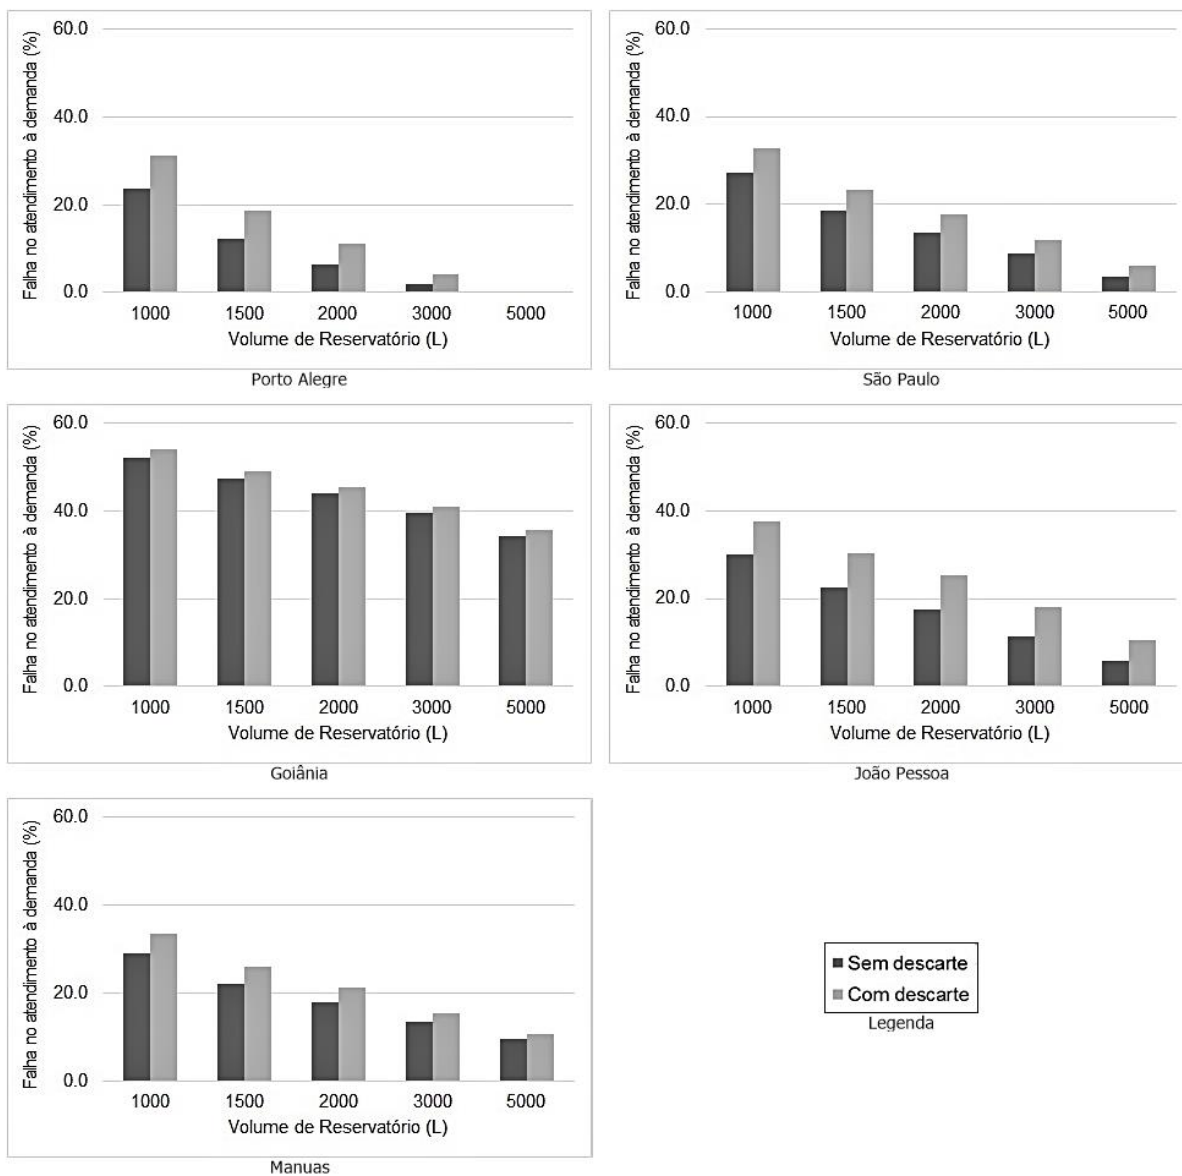 Falha no atendimento à demanda (%)
60.0
40.0
20.0
0.0
1000 1500 2000 3000 5000
Volume de Reservatório (L)
Porto Alegre
Falha no atendimento à demanda (%)
60.0
40.0
20.0
0.0
1000 1500 2000 3000 5000
Volume de Reservatório (L)
São Paulo
Falha no atendimento à demanda (%)
60.0
40.0
20.0
0.0
1000 1500 2000 3000 5000
Volume de Reservatório (L)
Goiânia
Falha no atendimento à demanda (%)
60.0
40.0
20.0
0.0
1000 1500 2000 3000 5000
Volume de Reservatório (L)
João Pessoa
Falha no atendimento à demanda (%)
60.0
40.0
20.0
0.0
1000 1500 2000 3000 5000
Volume de Reservatório (L)
Manuas
Sem descarte
Com descarte
Legenda